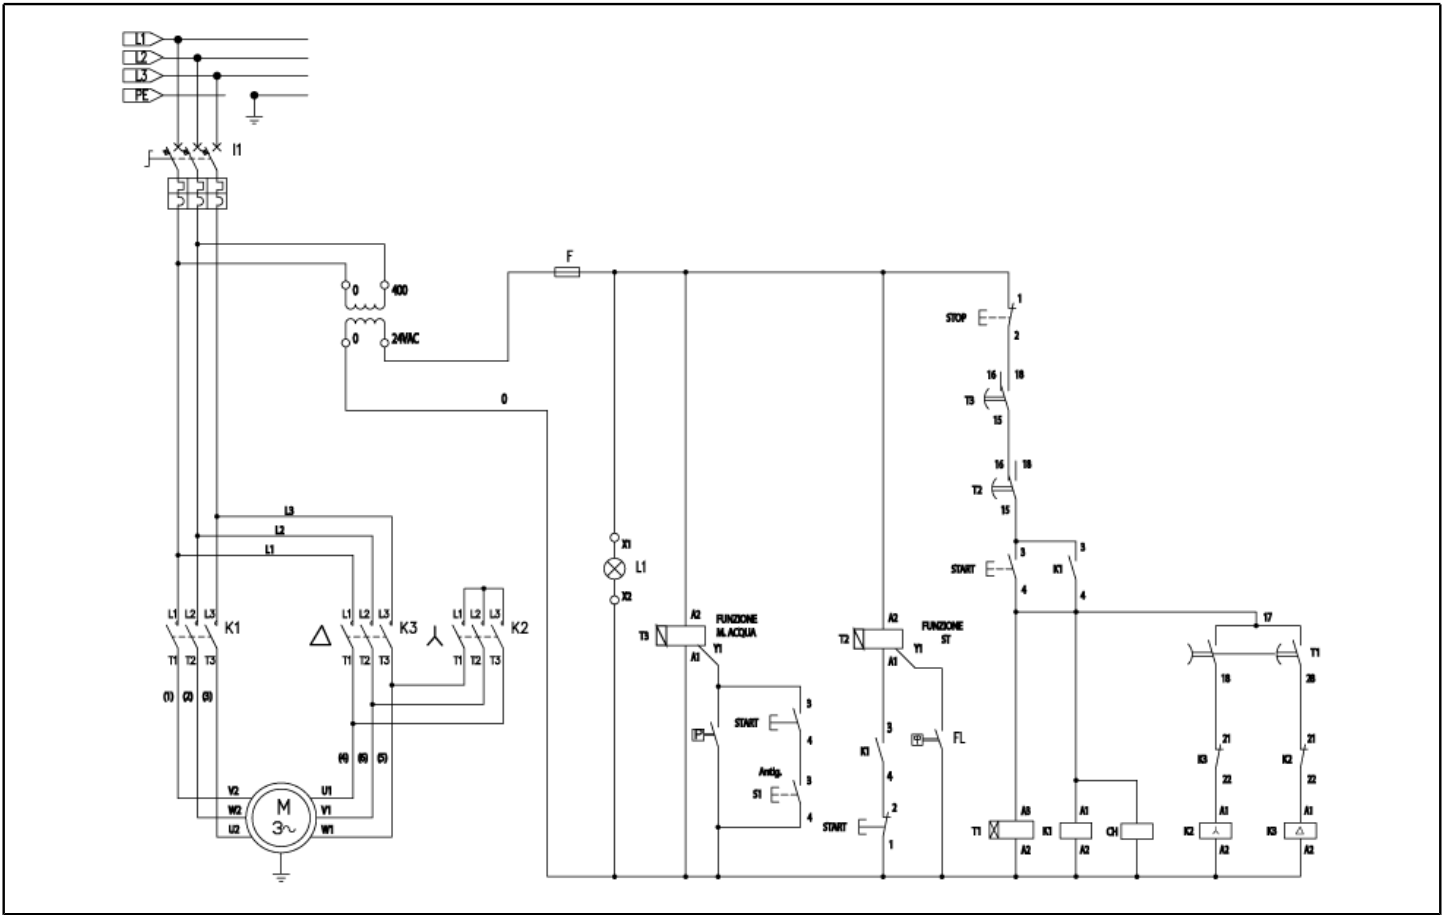 L1
L2
L3
PE
I1
0
400
0
24VAC
0
F
STOP
1
2
16
18
T3
15
16
18
T2
15
3
START
4
3
K1
4
L3
L2
L1
L1
L2
L3
K1
T1
T2
T3
(1)
(2)
(3)
L1
L2
L3
K3
T1
T2
T3
(4)
(6)
(5)
L1
L2
L3
K2
T1
T2
T3
V2
W2
U2
M
3~
U1
V1
W1
X1
L1
X2
A2
FUNZIONE
M. ACQUA
T3
A1
Y1
P
START
3
4
Antig.
S1
3
4
A2
FUNZIONE
ST
T2
A1
Y1
3
K1
4
FL
START
2
1
17
T1
18
28
21
K3
22
21
K2
22
T1
A3
A2
K1
A1
A2
CH
K2
A1
A2
K3
A1
A2